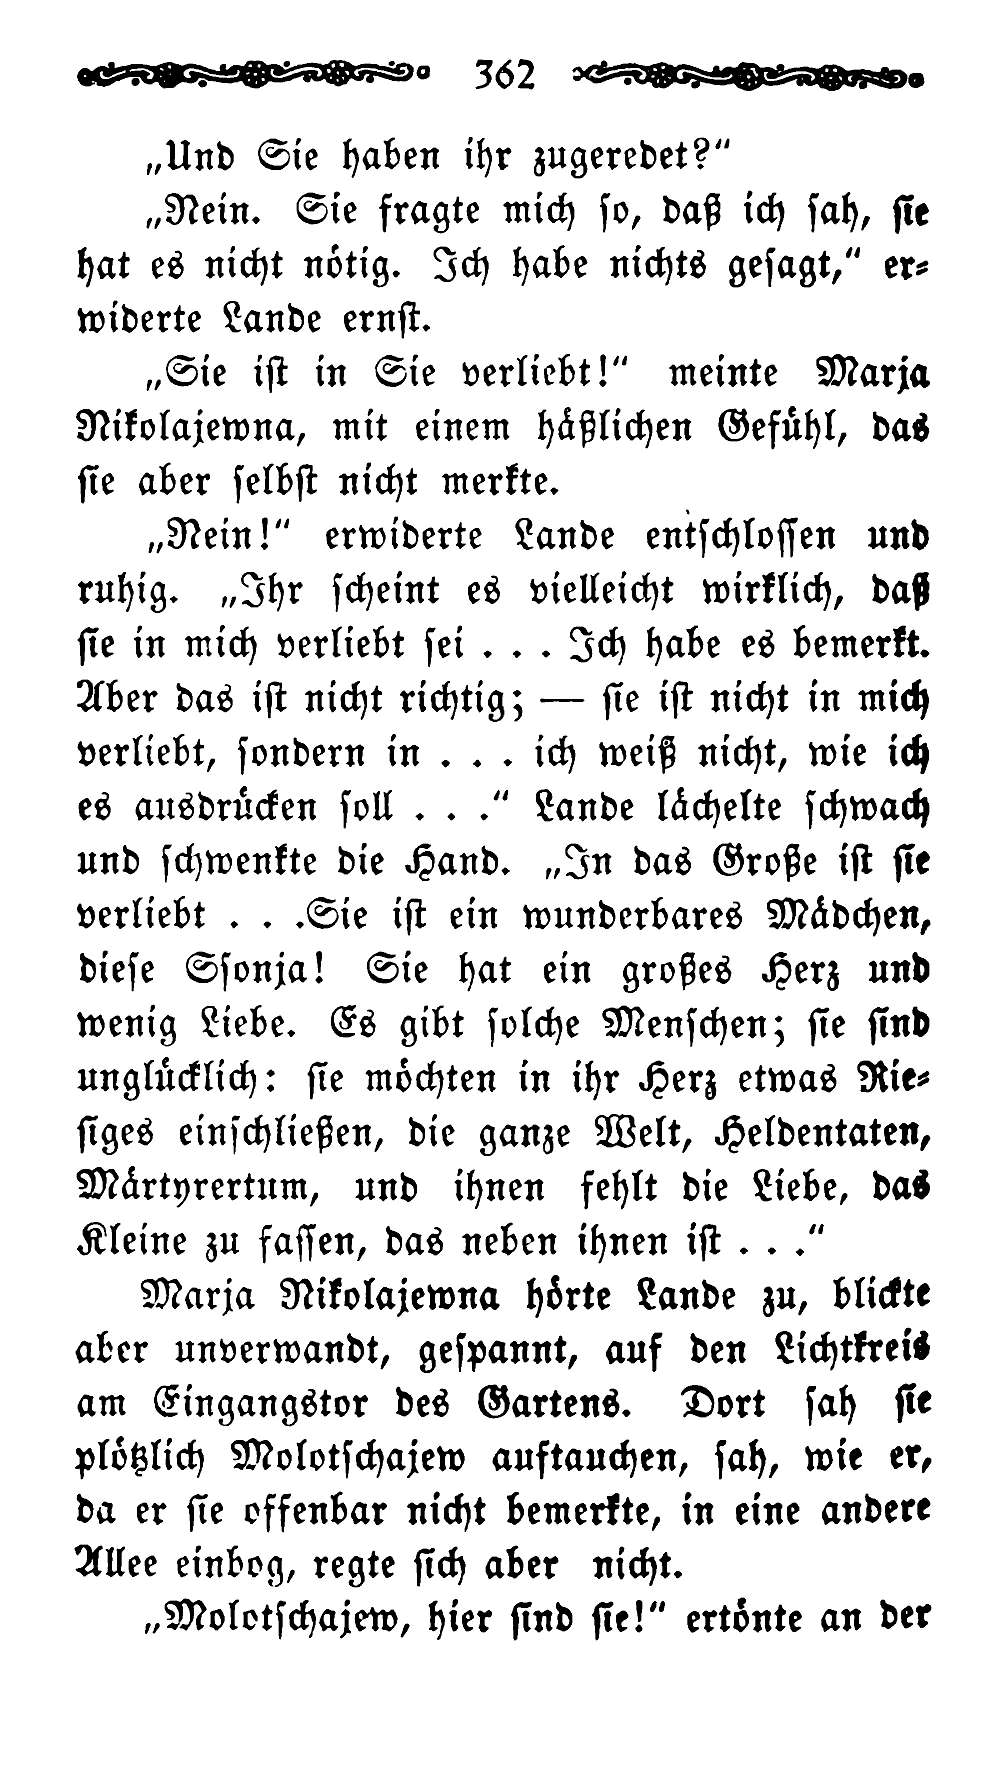 362
„Und Sie haben ihr zugeredet?“
„Nein. Sie fragte mich so, daß ich sah, sie
hat es nicht nötig. Ich habe nichts gesagt,“ er-
widerte Lande ernst.
„Sie ist in Sie verliebt!“ meinte Marja
Nikolajewna, mit einem häßlichen Gefühl, das
sie aber selbst nicht merkte.
„Nein!“ erwiderte Lande entschlossen und
ruhig. „Ihr scheint es vielleicht wirklich, daß
sie in mich verliebt sei . . . Ich habe es bemerkt.
Aber das ist nicht richtig; — sie ist nicht in mich
verliebt, sondern in . . . ich weiß nicht, wie ich
es ausdrücken soll . . .“ Lande lächelte schwach
und schwenkte die Hand. „In das Große ist sie
verliebt . . .Sie ist ein wunderbares Mädchen,
diese Ssonja! Sie hat ein großes Herz und
wenig Liebe. Es gibt solche Menschen; sie sind
unglücklich: sie möchten in ihr Herz etwas Rie-
siges einschließen, die ganze Welt, Heldentaten,
Märtyrertum, und ihnen fehlt die Liebe, das
Kleine zu fassen, das neben ihnen ist . . .“
Marja Nikolajewna hörte Lande zu, blickte
aber unverwandt, gespannt, auf den Lichtkreis
am Eingangstor des Gartens. Dort sah sie
plötzlich Molotschajew auftauchen, sah, wie er,
da er sie offenbar nicht bemerkte, in eine andere
Allee einbog, regte sich aber nicht.
„Molotschajew, hier sind sie!“ ertönte an der